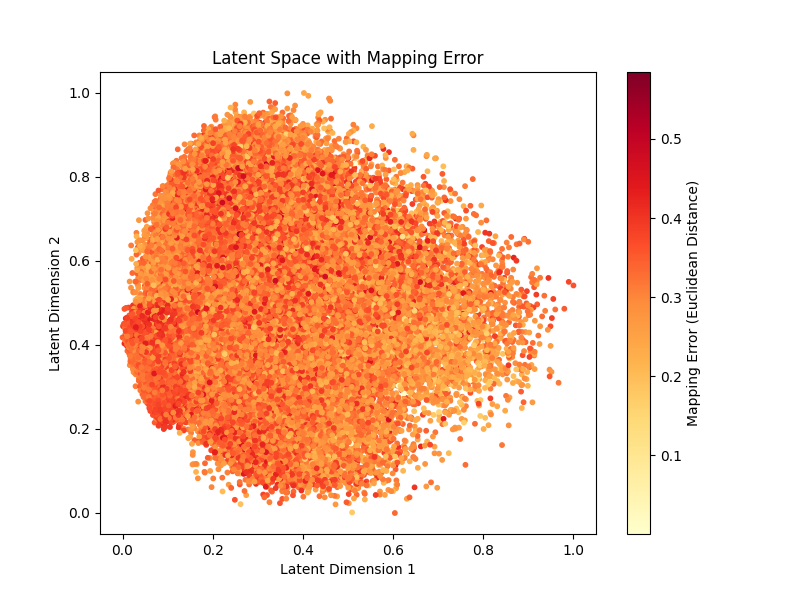 Latent Space with Mapping Error
1.0
0.8
0.6
0.4
0.2
0.0
Latent Dimension 2
0.0 0.2 0.4 0.6 0.8 1.0
Latent Dimension 1
0.5
0.4
0.3
0.2
0.1
Mapping Error (Euclidean Distance)